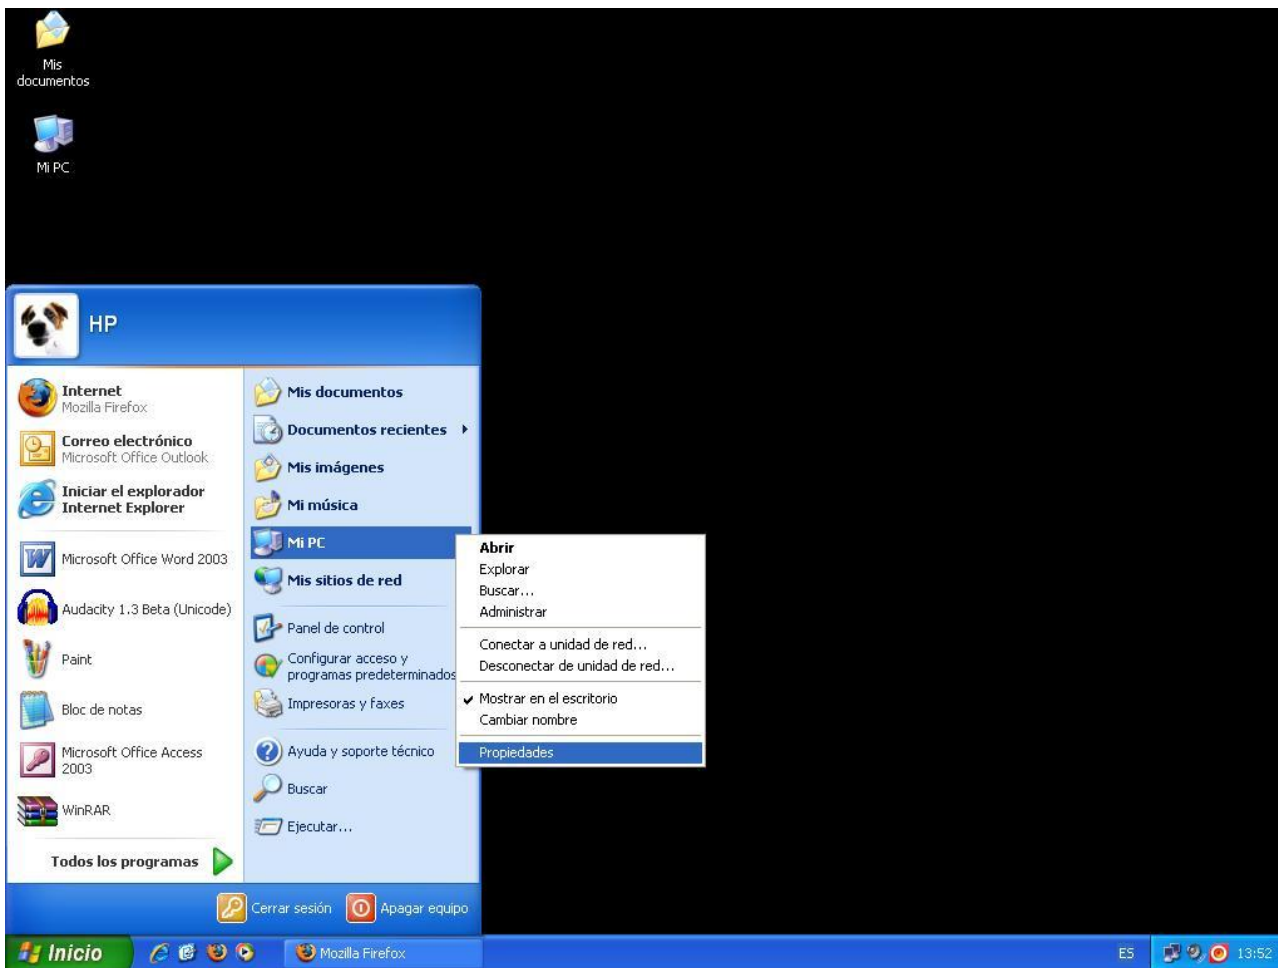 Mis
documentos
Mi PC
HP
Internet
Mozilla Firefox
Correo electrónico
Microsoft Office Outlook
Iniciar el explorador
Internet Explorer
Microsoft Office Word 2003
Audacity 1.3 Beta (Unicode)
Paint
Bloc de notas
Microsoft Office Access
2003
WinRAR
Todos los programas
Mis documentos
Documentos recientes
Mis imágenes
Mi música
Mi PC
Mis sitios de red
Panel de control
Configurar acceso y
programas predeterminados
Impresoras y faxes
Ayuda y soporte técnico
Buscar
Ejecutar...
Abrir
Explorar
Buscar...
Administrar
Conectar a unidad de red...
Desconectar de unidad de red...
Mostrar en el escritorio
Cambiar nombre
Propiedades
Cerrar sesión
Apagar equipo
Inicio
Mozilla Firefox
ES
13:52